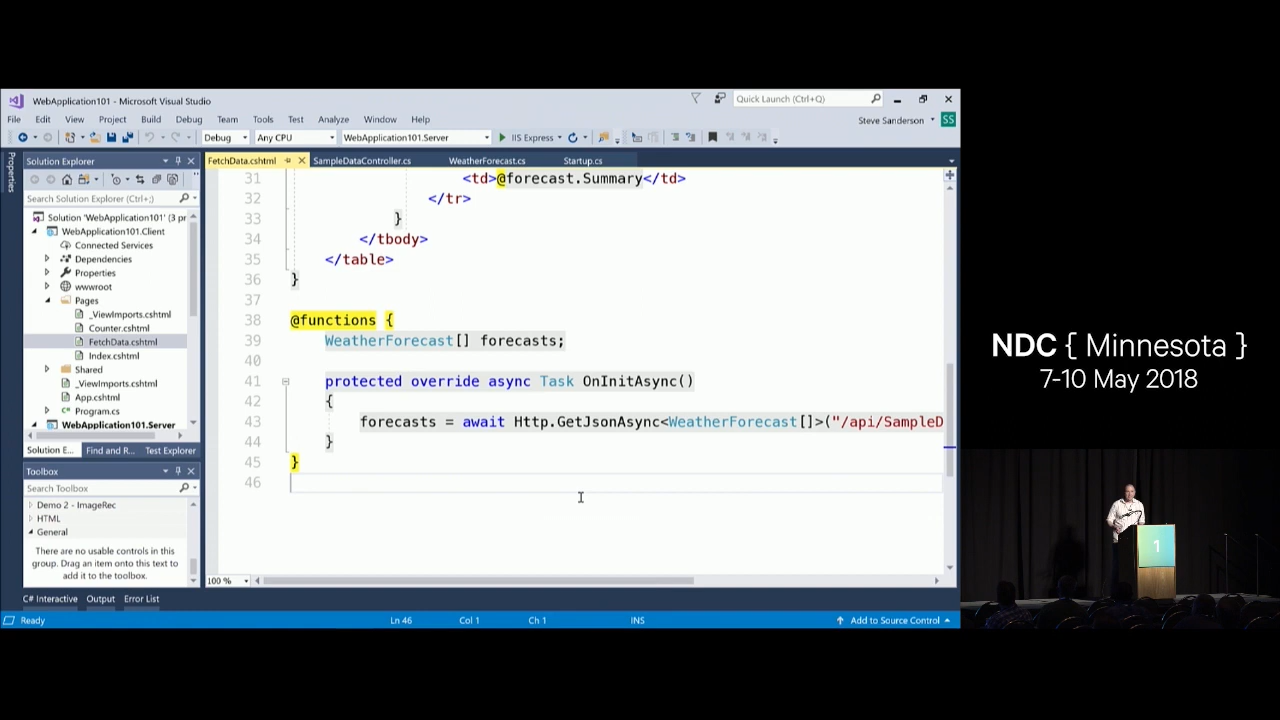 WebApplication101 - Microsoft Visual Studio
Quick Launch (Ctrl+Q)
File Edit View Project Build Debug Team Tools Test Analyze Window Help
Steve Sanderson SS
Debug Any CPU WebApplication101.Server IIS Express
Properties
Solution Explorer
Search Solution Explorer (Ctrl+;)
Solution 'WebApplication101' (3 pr
WebApplication101.Client
Connected Services
Dependencies
Properties
wwwroot
Pages
_ViewImports.cshtml
Counter.cshtml
FetchData.cshtml
Index.cshtml
Shared
_ViewImports.cshtml
App.cshtml
Program.cs
WebApplication101.Server
Solution E... Find and R... Test Explorer
Toolbox
Search Toolbox
Demo 2 - ImageRec
HTML
General
There are no usable controls in this
group. Drag an item onto this text to
add it to the toolbox.
FetchData.cshtml SampleDataController.cs WeatherForecast.cs Startup.cs
31 <td>@forecast.Summary</td>
32 </tr>
33 }
34 </tbody>
35 </table>
36 }
37
38 @functions {
39 WeatherForecast[] forecasts;
40
41 protected override async Task OnInitAsync()
42 {
43 forecasts = await Http.GetJsonAsync<WeatherForecast[]>("/api/SampleD
44 }
45 }
46
100 %
C# Interactive Output Error List
Ready Ln 46 Col 1 Ch 1 INS Add to Source Control
NDC { Minnesota }
7-10 May 2018
1